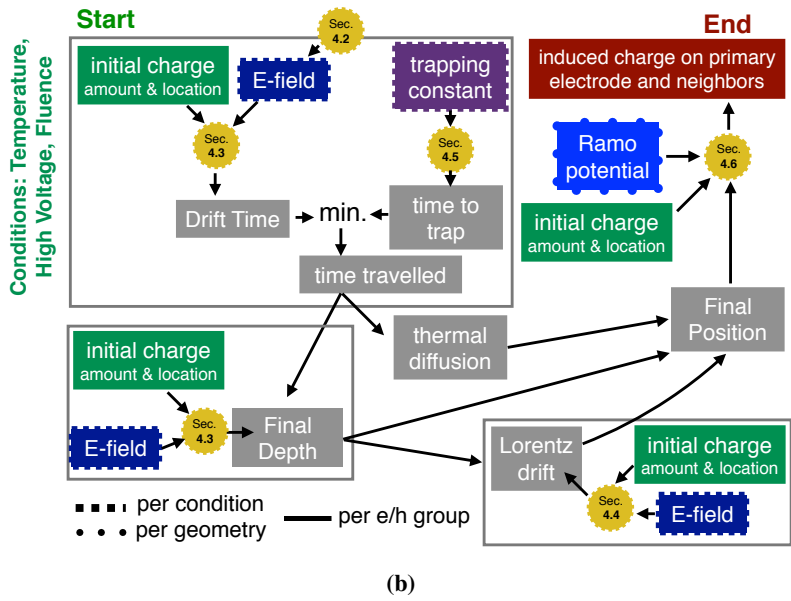 Start
End
Conditions: Temperature,
High Voltage, Fluence
Sec.
4.2
initial charge
amount & location
E-field
trapping
constant
Sec.
4.3
Sec.
4.5
Drift Time
min.
time to
trap
time travelled
induced charge on primary
electrode and neighbors
Ramo
potential
Sec.
4.6
initial charge
amount & location
thermal
diffusion
Final
Position
initial charge
amount & location
E-field
Sec.
4.3
Final
Depth
Lorentz
drift
initial charge
amount & location
Sec.
4.4
E-field
per condition
per geometry
per e/h group
(b)